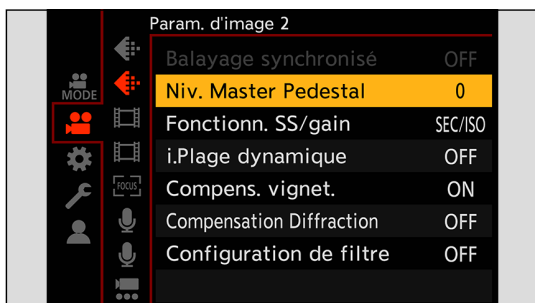 Param. d'image 2
Balayage synchronisé OFF
MODE
Niv. Master Pedestal 0
Fonctionn. SS/gain SEC/ISO
i.Plage dynamique OFF
FOCUS
Compens. vignet. ON
Compensation Diffraction OFF
Configuration de filtre OFF